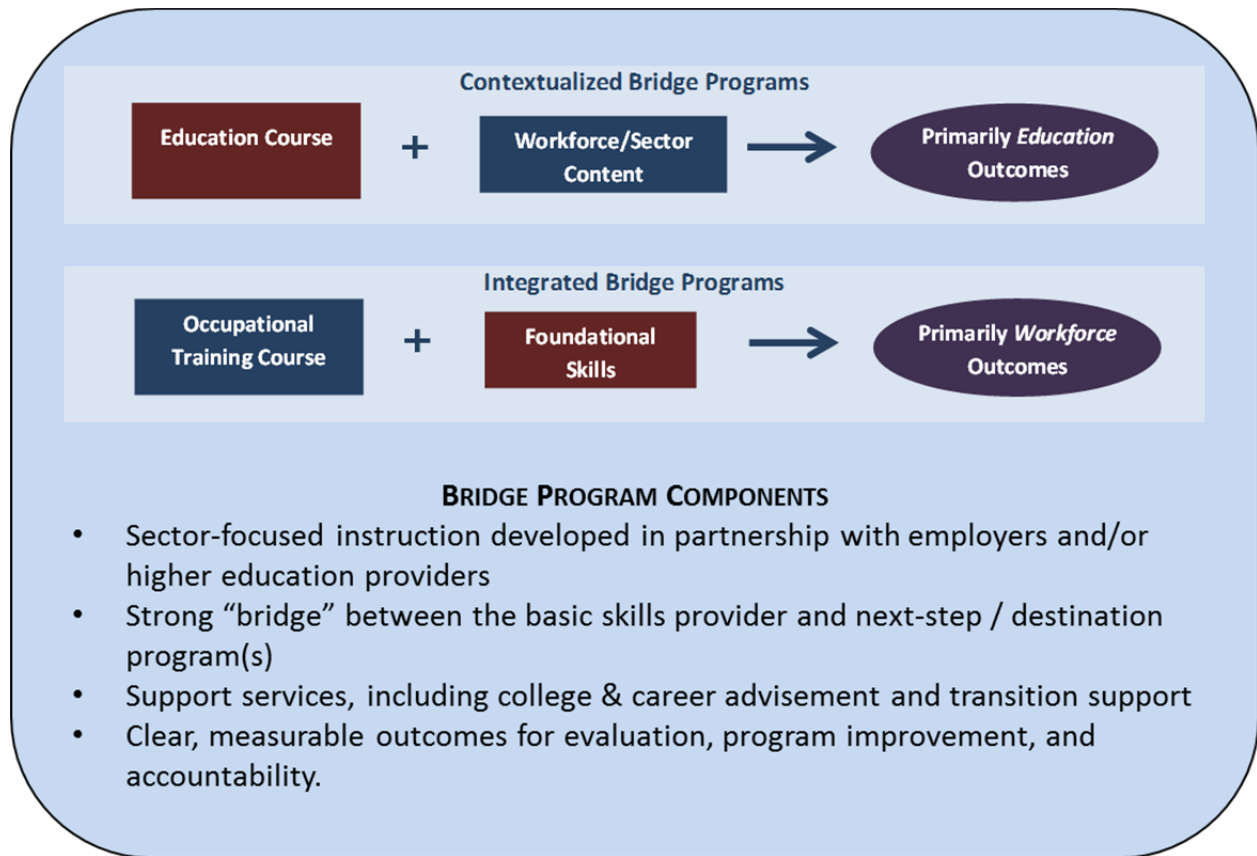 Contextualized Bridge Programs
Education Course
+
Workforce/Sector
Content
Primarily Education
Outcomes
Integrated Bridge Programs
Occupational
Training Course
+
Foundational
Skills
Primarily Workforce
Outcomes
BRIDGE PROGRAM COMPONENTS
• Sector-focused instruction developed in partnership with employers and/or
higher education providers
• Strong “bridge” between the basic skills provider and next-step / destination
program(s)
• Support services, including college & career advisement and transition support
• Clear, measurable outcomes for evaluation, program improvement, and
accountability.